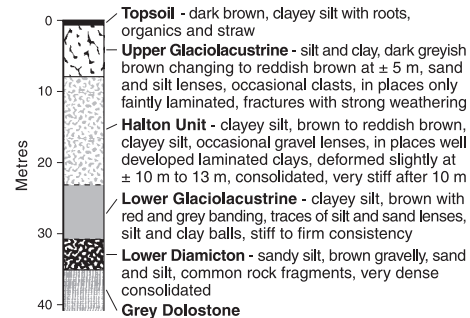 0
10
20
30
40
Metres
Topsoil - dark brown, clayey silt with roots,
organics and straw
Upper Glaciolacustrine - silt and clay, dark greyish
brown changing to reddish brown at ± 5 m, sand
and silt lenses, occasional clasts, in places only
faintly laminated, fractures with strong weathering
Halton Unit - clayey silt, brown to reddish brown,
clayey silt, occasional gravel lenses, in places well
developed laminated clays, deformed slightly at
± 10 m to 13 m, consolidated, very stiff after 10 m
Lower Glaciolacustrine - clayey silt, brown with
red and grey banding, traces of silt and sand lenses,
silt and clay balls, stiff to firm consistency
Lower Diamicton - sandy silt, brown gravelly, sand
and silt, common rock fragments, very dense
consolidated
Grey Dolostone